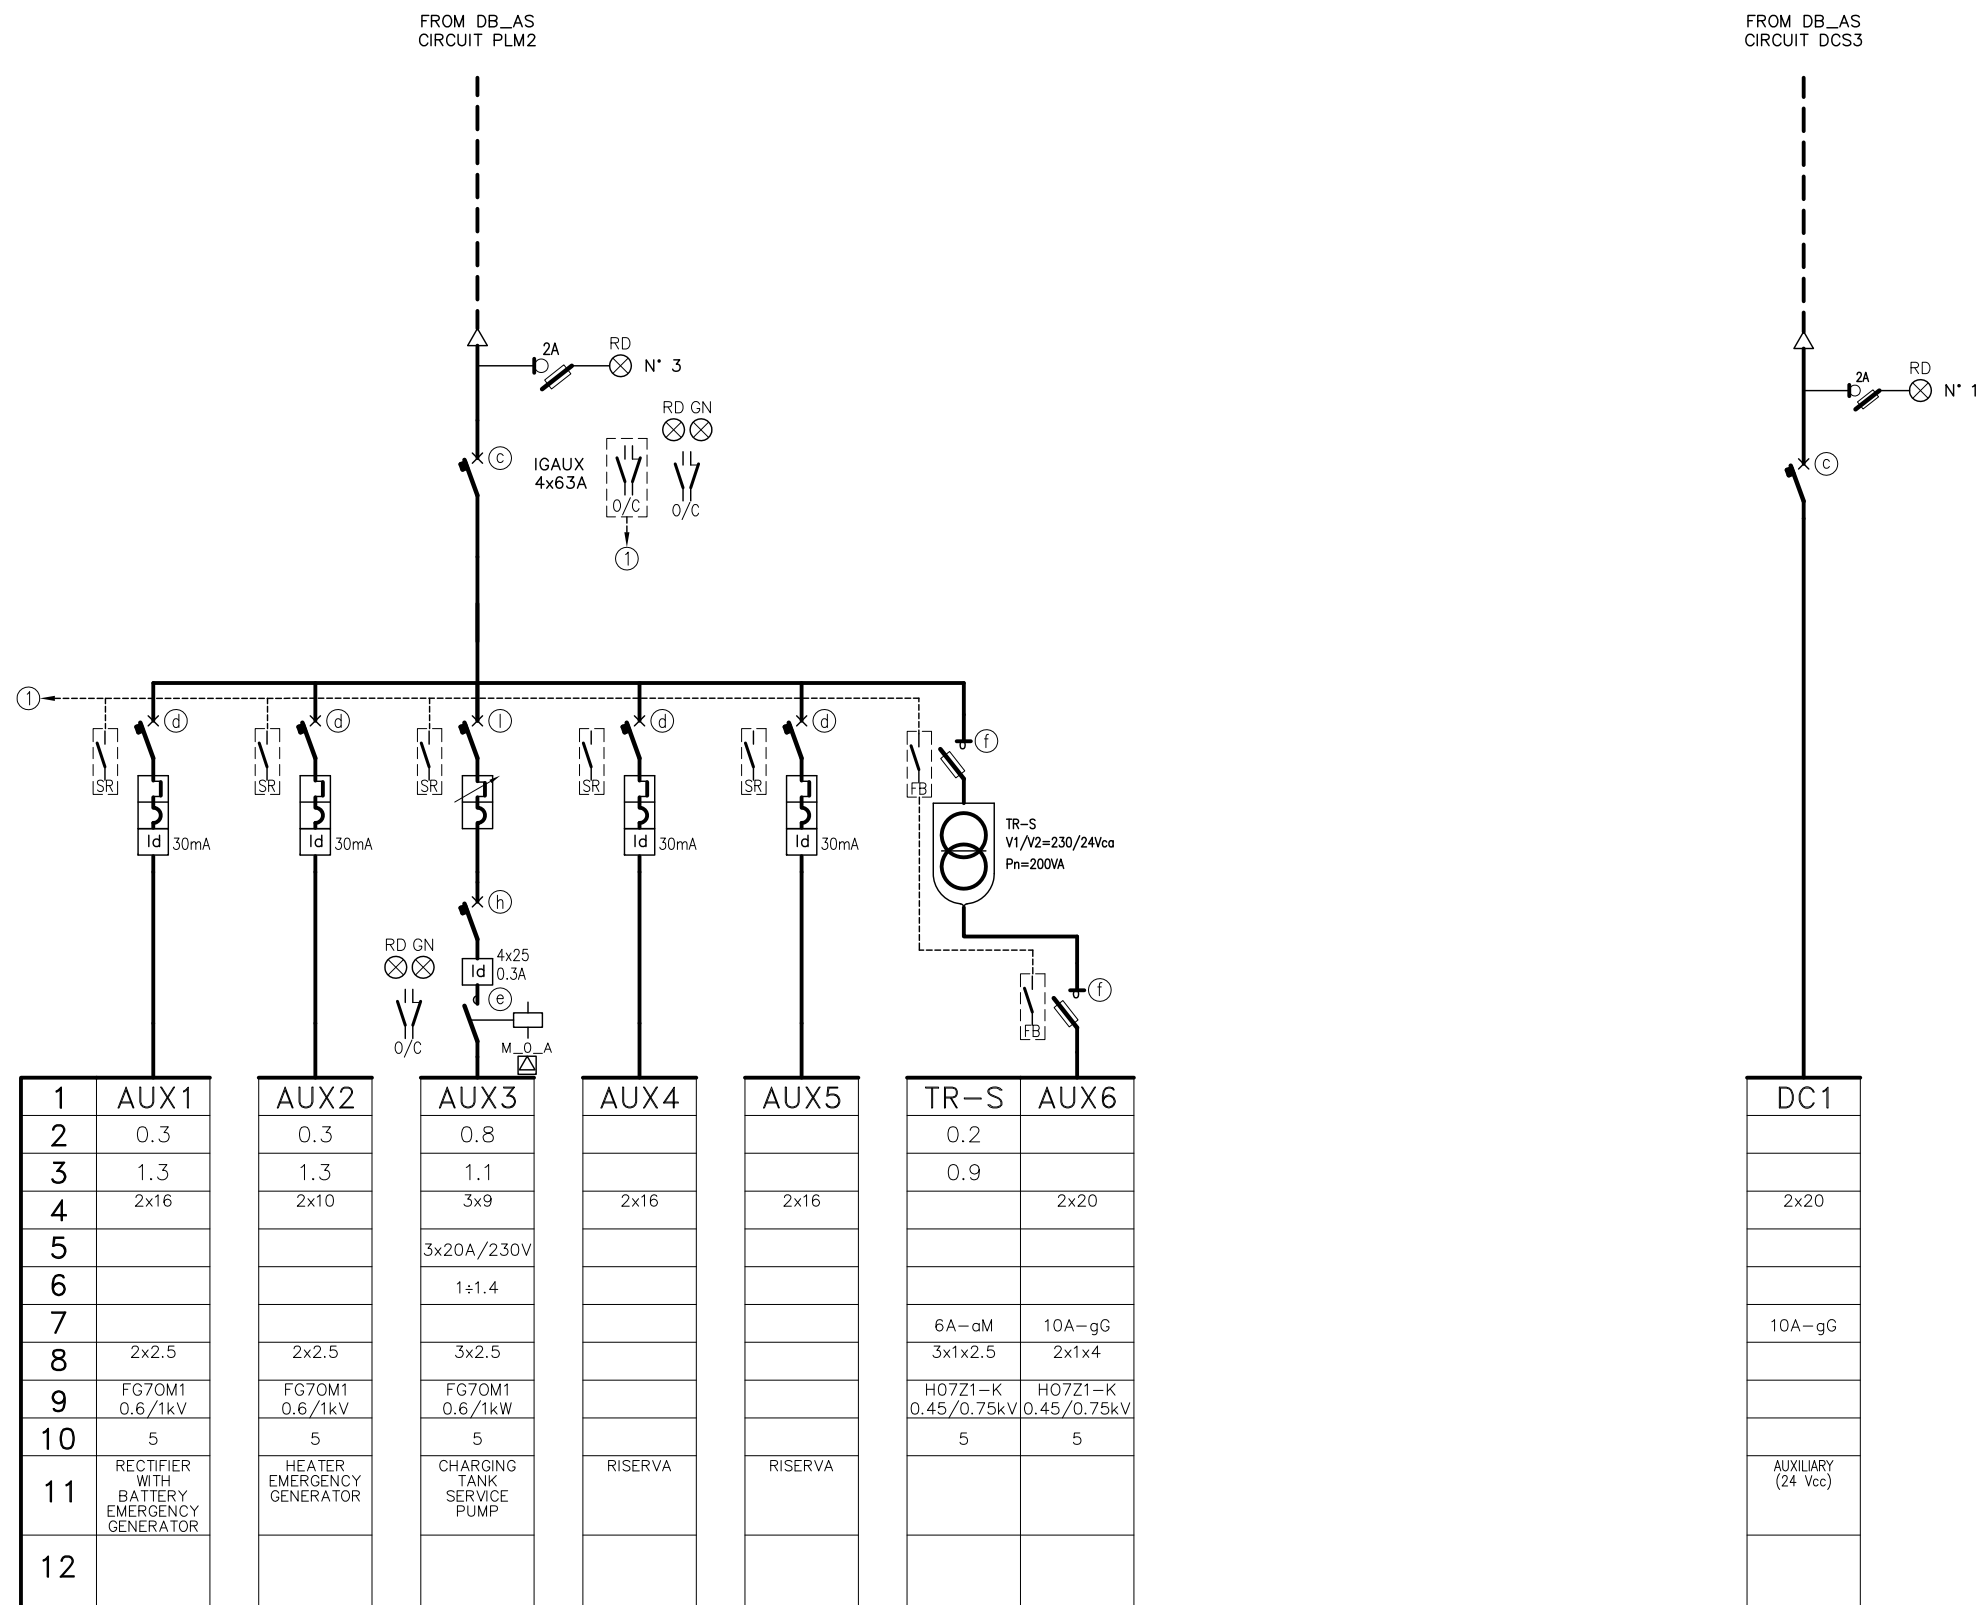 FROM DB_AS
CIRCUIT PLM2
FROM DB_AS
CIRCUIT DCS3
2A
RD
N° 3
2A
RD
N° 1
RD GN
c
IGAUX
4x63A
O/C
O/C
1
c
1
d
d
l
d
d
f
SR
SR
SR
SR
SR
FB
Id 30mA
Id 30mA
Id 30mA
Id 30mA
TR-S
V1/V2=230/24Vca
Pn=200VA
h
RD GN
4x25
Id 0.3A
e
f
O/C
M_0_A
FB
1 AUX1 AUX2 AUX3 AUX4 AUX5 TR-S AUX6 DC1
2 0.3 0.3 0.8 0.2
3 1.3 1.3 1.1 0.9
4 2x16 2x10 3x9 2x16 2x16 2x20 2x20
5 3x20A/230V
6 1÷1.4
7 6A-aM 10A-gG 10A-gG
8 2x2.5 2x2.5 3x2.5 3x1x2.5 2x1x4
9 FG7OM1 FG7OM1 FG7OM1 H07Z1-K H07Z1-K
0.6/1kV 0.6/1kV 0.6/1kW 0.45/0.75kV 0.45/0.75kV
10 5 5 5 5 5
11
RECTIFIER
WITH
BATTERY
EMERGENCY
GENERATOR
HEATER
EMERGENCY
GENERATOR
CHARGING
TANK
SERVICE
PUMP
RISERVA
RISERVA
AUXILIARY
(24 Vcc)
12